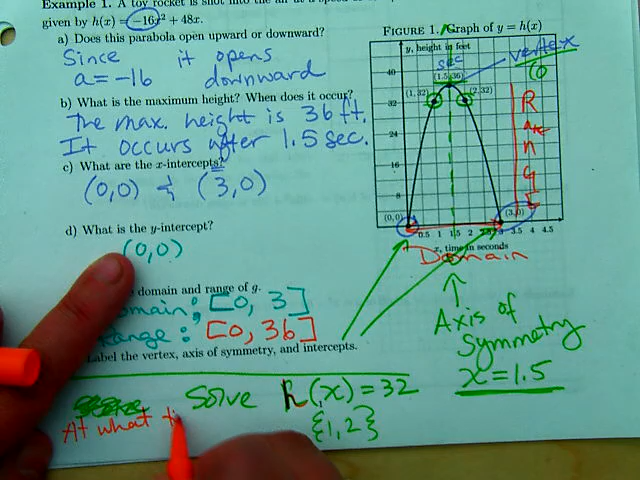 Example 1. A toy rocket is shot into the air at a speed of
given by h(x) = −16x² + 48x.
a) Does this parabola open upward or downward?
Since it opens
a = −16 downward
b) What is the maximum height? When does it occur?
The max. height is 36 ft.
It occurs after 1.5 sec.
c) What are the x-intercepts?
(0,0) & (3,0)
d) What is the y-intercept?
(0,0)
domain and range of g.
Domain: [0, 3]
Range: [0, 36]
Label the vertex, axis of symmetry, and intercepts.
Solve h(x) = 32
{1,2}
At what t
FIGURE 1. Graph of y = h(x)
y, height in feet
sec
vertex
(1.5,36)
(1,32)
(2,32)
40
32
24
16
8
(0,0)
(3,0)
0.5 1 1.5 2 2.5 3 3.5 4 4.5
x, time in seconds
Range
Domain
Axis of
Symmetry
x = 1.5